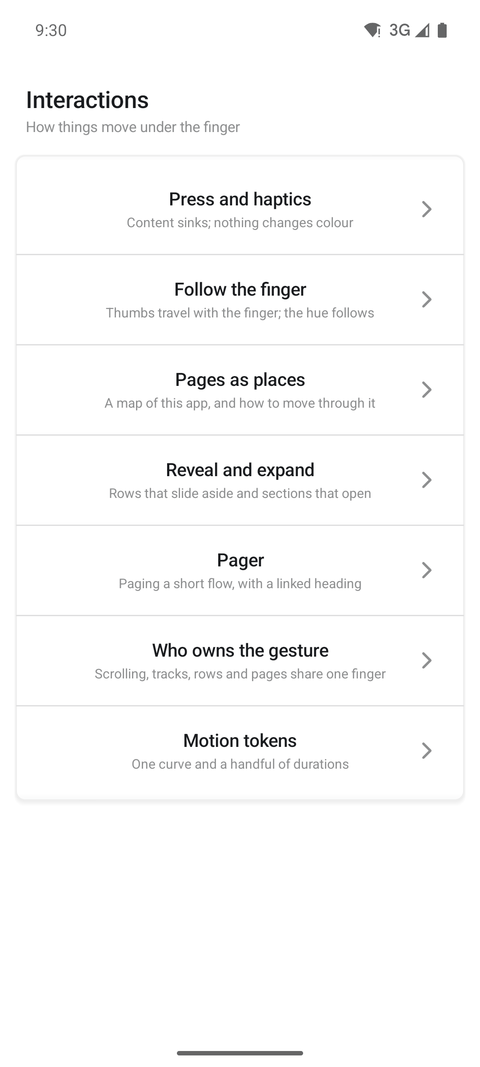 9:30
3G
Interactions
How things move under the finger
Press and haptics
Content sinks; nothing changes colour
Follow the finger
Thumbs travel with the finger; the hue follows
Pages as places
A map of this app, and how to move through it
Reveal and expand
Rows that slide aside and sections that open
Pager
Paging a short flow, with a linked heading
Who owns the gesture
Scrolling, tracks, rows and pages share one finger
Motion tokens
One curve and a handful of durations